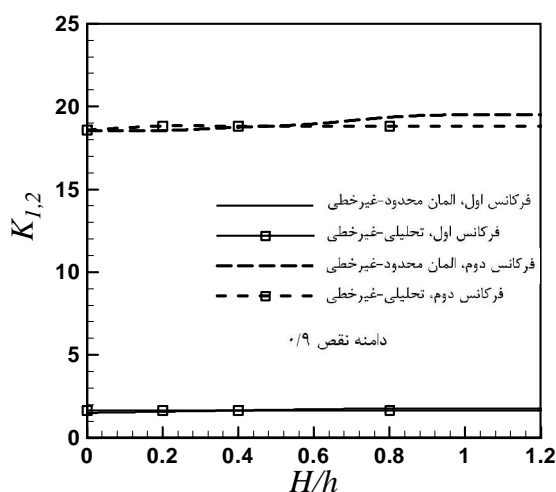 25
20
15
10
5
0
K1,2
فرکانس اول، المان محدود-غیرخطی
فرکانس اول، تحلیلی-غیرخطی
فرکانس دوم، المان محدود-غیرخطی
فرکانس دوم، تحلیلی-غیرخطی
دامنه نقص ۰/۹
0 0.2 0.4 0.6 0.8 1 1.2
H/h